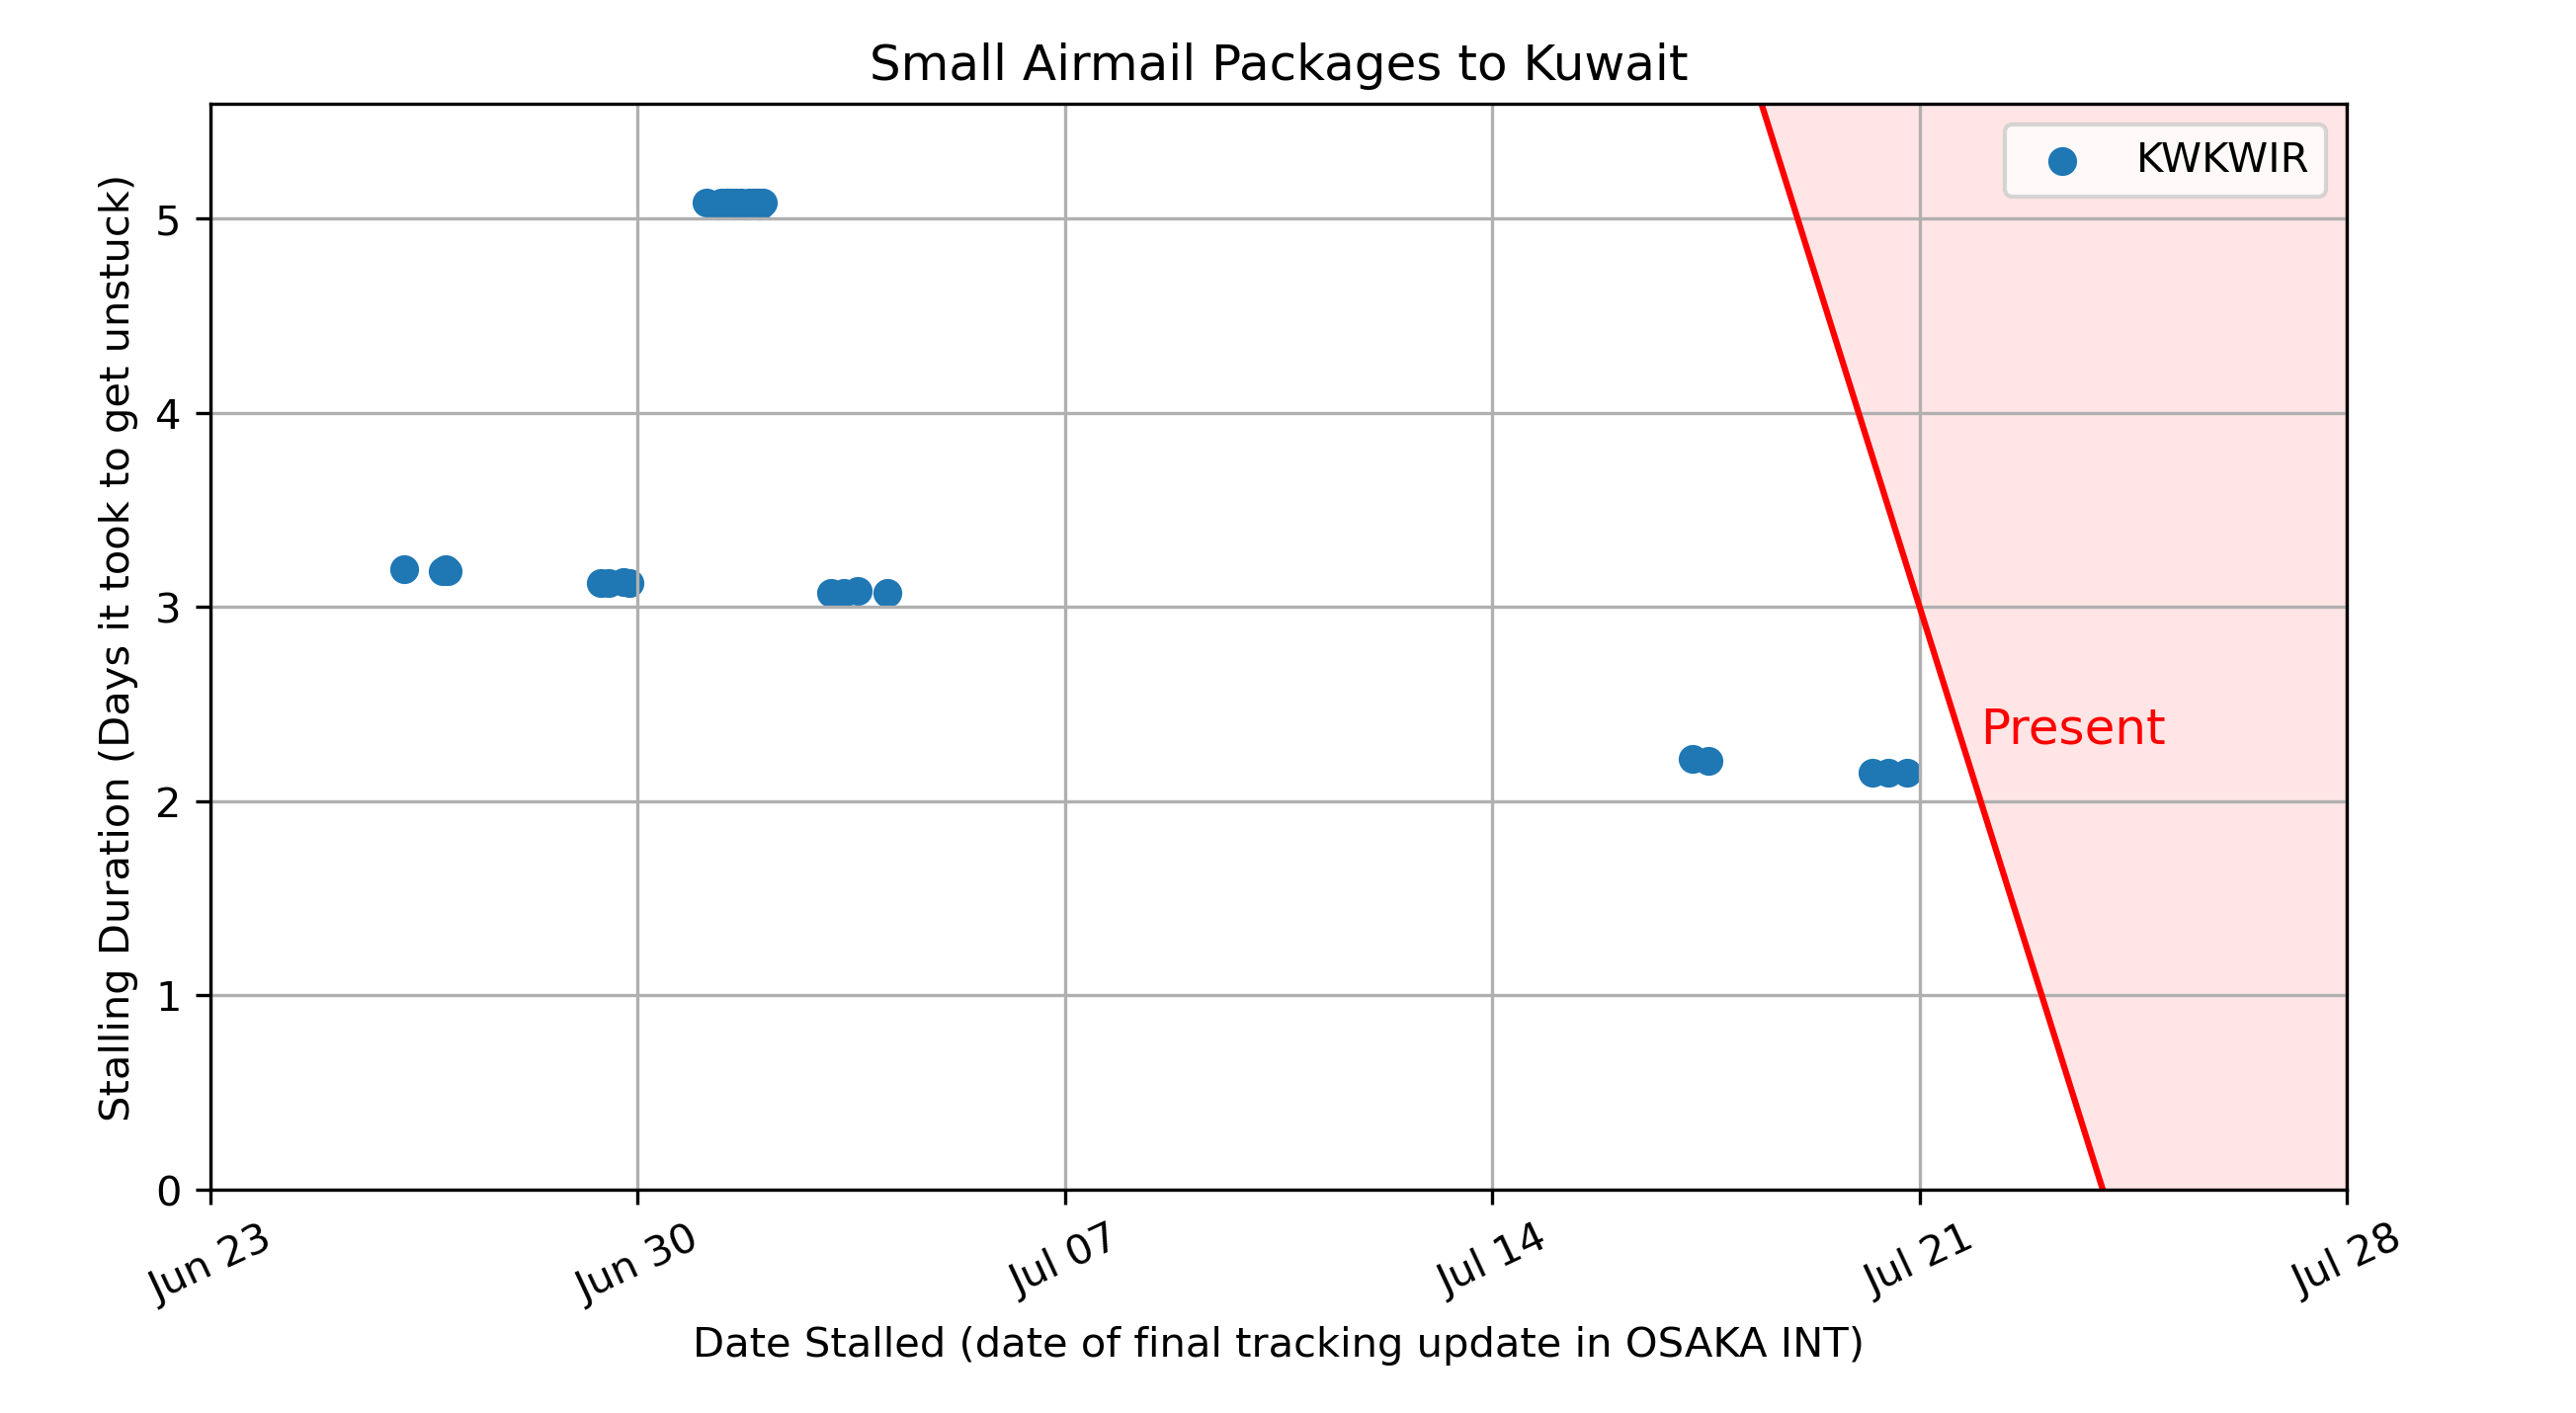 Small Airmail Packages to Kuwait
KWKWIR
Stalling Duration (Days it took to get unstuck)
5
4
3
2
1
0
Present
Jun 23
Jun 30
Jul 07
Jul 14
Jul 21
Jul 28
Date Stalled (date of final tracking update in OSAKA INT)